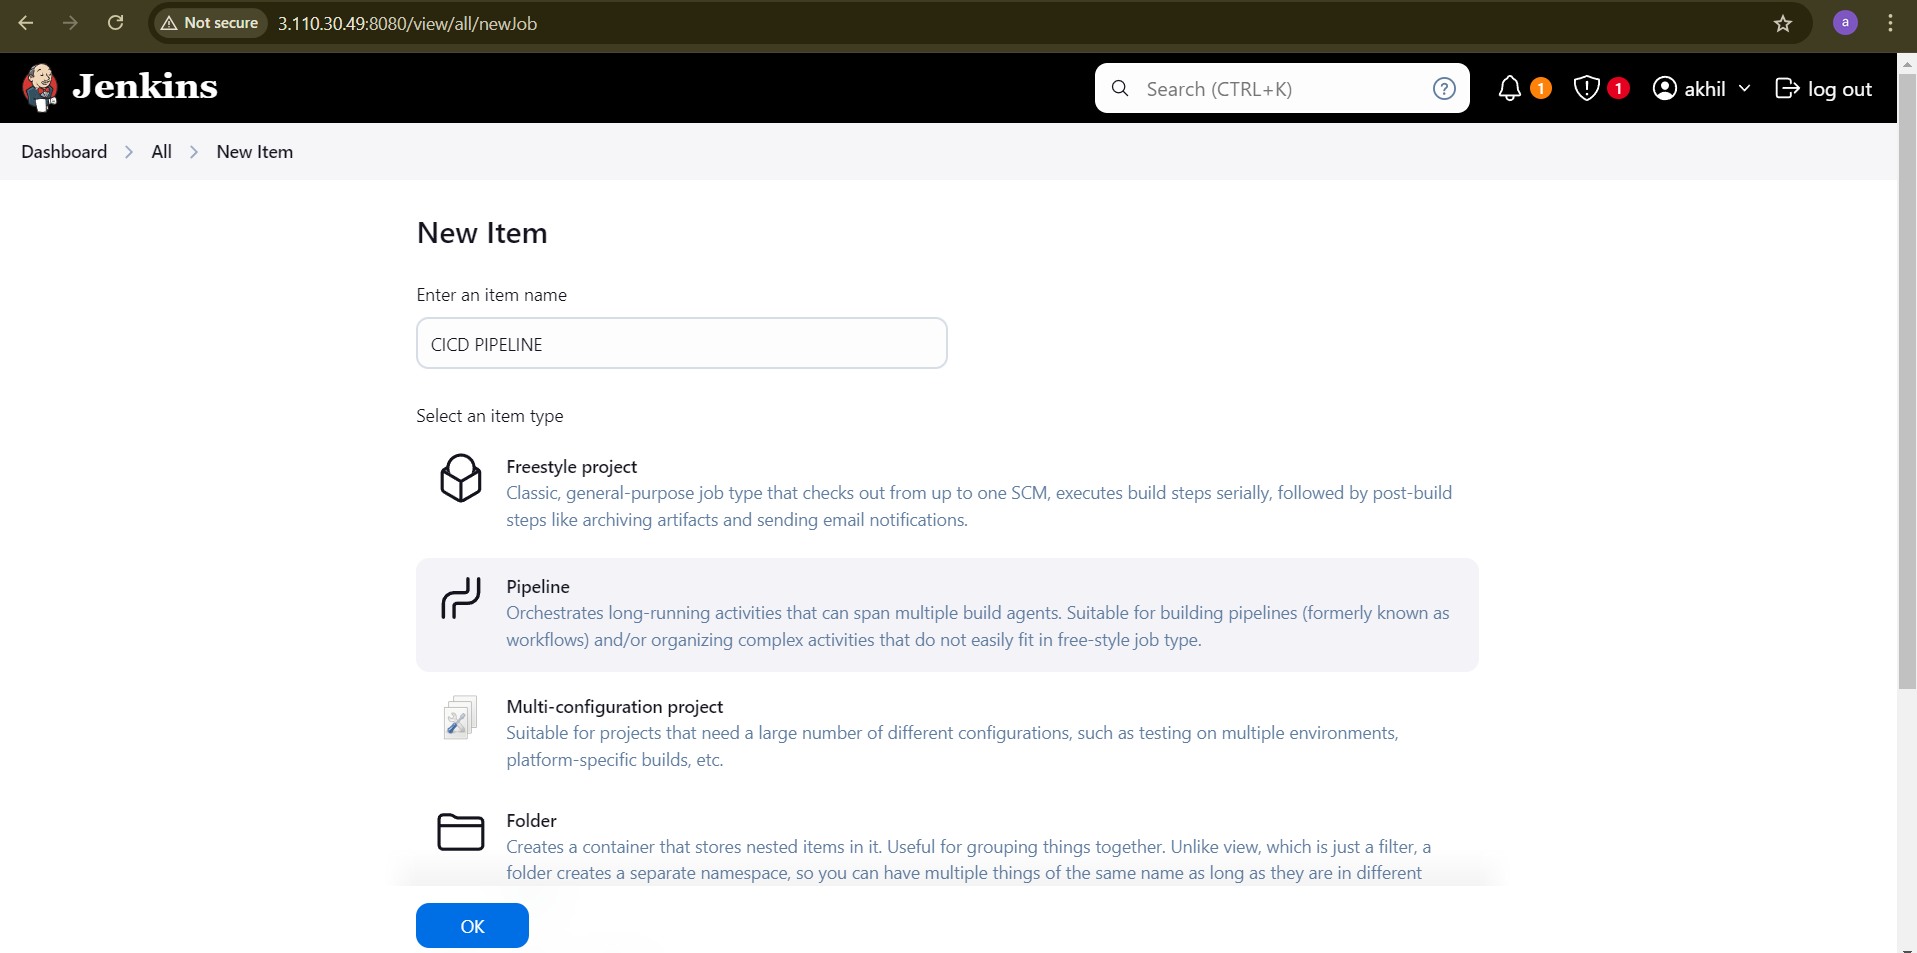 Not secure 3.110.30.49:8080/view/all/newJob a
Jenkins Search (CTRL+K) ? 1 1 akhil log out
Dashboard All New Item
New Item
Enter an item name
CICD PIPELINE
Select an item type
Freestyle project
Classic, general-purpose job type that checks out from up to one SCM, executes build steps serially, followed by post-build
steps like archiving artifacts and sending email notifications.
Pipeline
Orchestrates long-running activities that can span multiple build agents. Suitable for building pipelines (formerly known as
workflows) and/or organizing complex activities that do not easily fit in free-style job type.
Multi-configuration project
Suitable for projects that need a large number of different configurations, such as testing on multiple environments,
platform-specific builds, etc.
Folder
Creates a container that stores nested items in it. Useful for grouping things together. Unlike view, which is just a filter, a
folder creates a separate namespace, so you can have multiple things of the same name as long as they are in different
OK